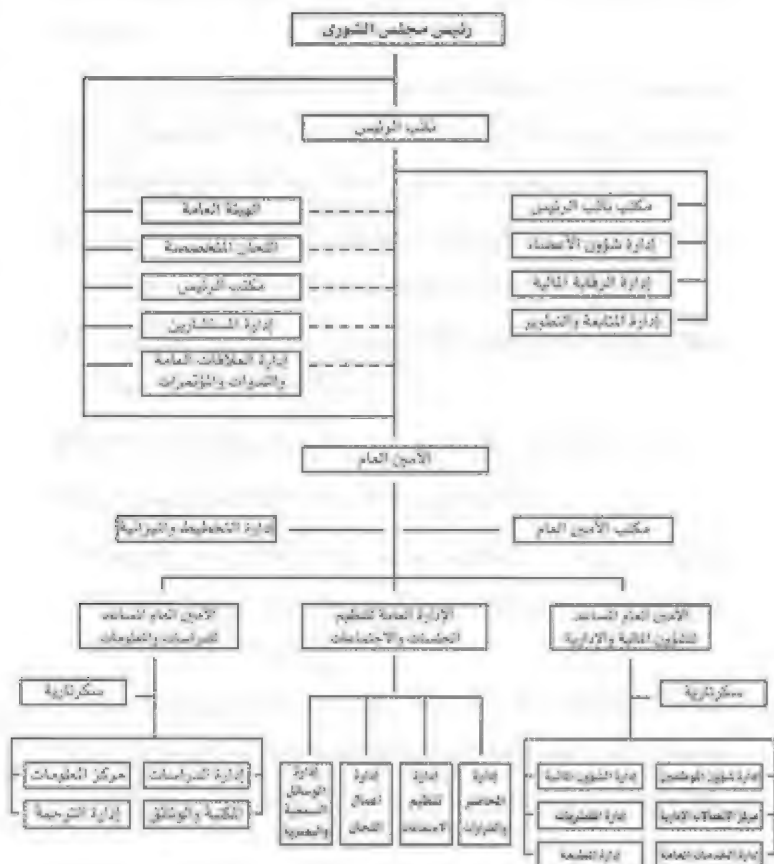 رئيس مجلس الشورى
نائب الرئيس
مكتب نائب الرئيس
الهيئة العامة
إدارة شؤون الأعضاء
اللجان المتخصصة
إدارة الرقابة المالية
مكتب الرئيس
إدارة المتابعة والتطوير
إدارة المستشارين
إدارة العلاقات العامة
والندوات والمؤتمرات
الأمين العام
مكتب الأمين العام
إدارة التخطيط والميزانية
الأمين العام المساعد
للشؤون المالية والإدارية
الإدارة العامة لتنظيم
الجلسات والاجتماعات
الأمين العام المساعد
للدراسات والمعلومات
سكرتارية
سكرتارية
إدارة شؤون الموظفين
إدارة الشؤون المالية
مركز الاتصالات الإدارية
إدارة المشتريات
إدارة الخدمات العامة
إدارة المطبعة
إدارة
المحاضر
والقرارات
إدارة
تنظيم
إدارة
أعمال
اللجان
إدارة
الوسائل
السمعية
والبصرية
إدارة الدراسات
مركز المعلومات
المكتبة والوثائق
إدارة الترجمة